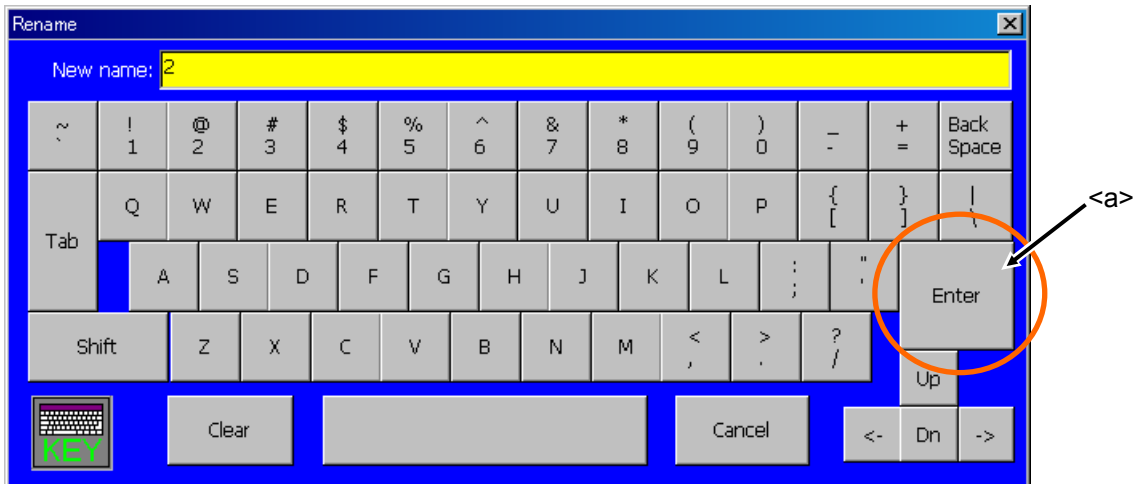 Rename
New name: 2
~ ! @ # $ % ^ & * ( ) _ + Back
` 1 2 3 4 5 6 7 8 9 0 - = Space
Tab Q W E R T Y U I O P { } |
[ ] \
<a>
A S D F G H J K L : "
; '
Enter
Shift Z X C V B N M < > ?
, . /
Up
KEY Clear Cancel <- Dn ->